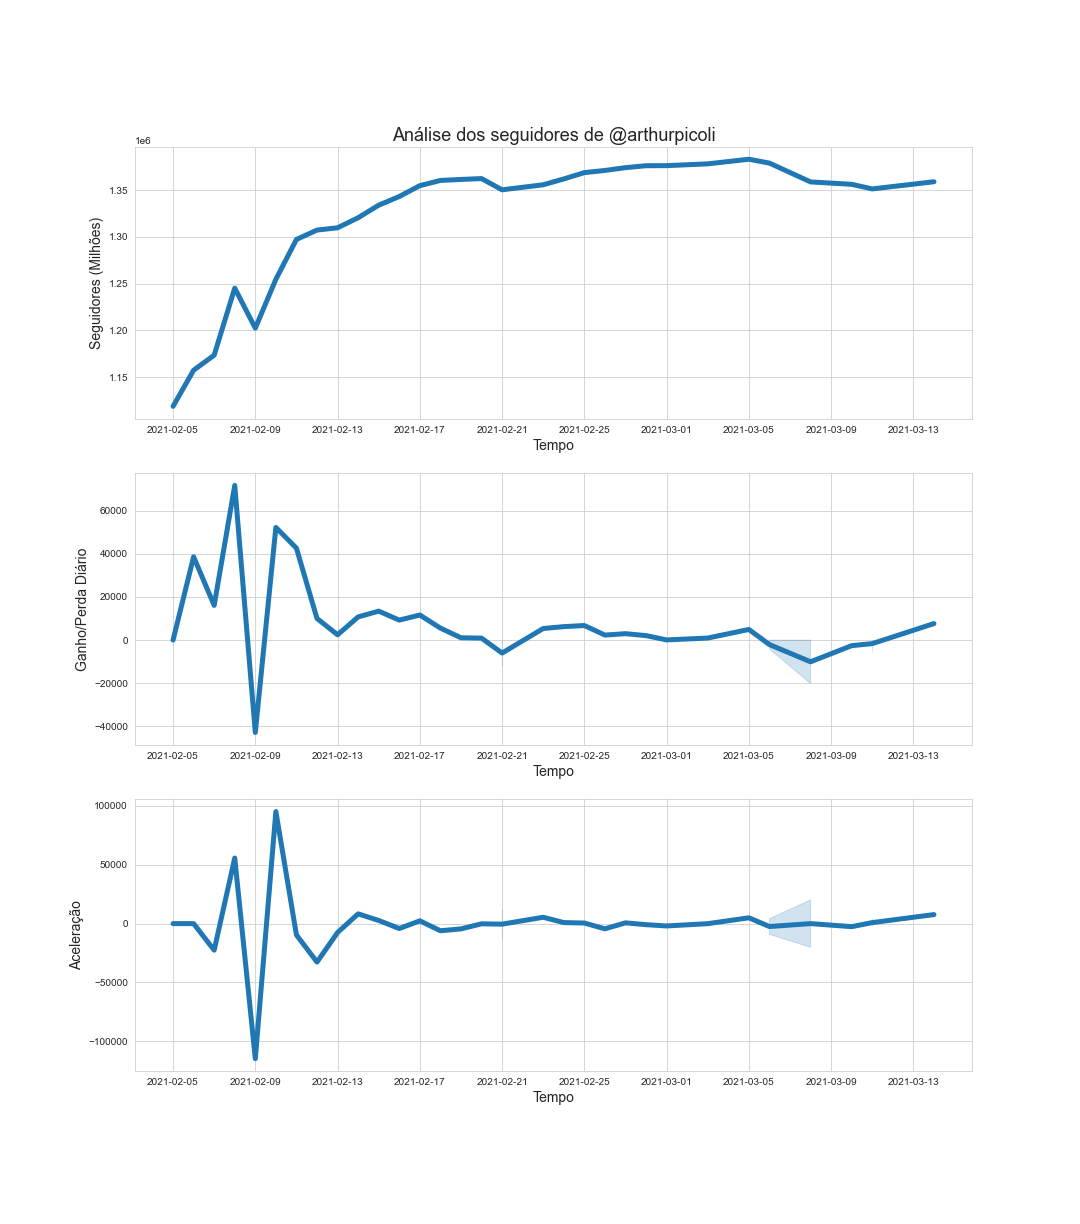 Análise dos seguidores de @arthurpicoli
1e6
Seguidores (Milhões)
1.35
1.30
1.25
1.20
1.15
2021-02-05 2021-02-09 2021-02-13 2021-02-17 2021-02-21 2021-02-25 2021-03-01 2021-03-05 2021-03-09 2021-03-13
Tempo
Ganho/Perda Diário
60000
40000
20000
0
−20000
−40000
2021-02-05 2021-02-09 2021-02-13 2021-02-17 2021-02-21 2021-02-25 2021-03-01 2021-03-05 2021-03-09 2021-03-13
Tempo
Aceleração
100000
50000
0
−50000
−100000
2021-02-05 2021-02-09 2021-02-13 2021-02-17 2021-02-21 2021-02-25 2021-03-01 2021-03-05 2021-03-09 2021-03-13
Tempo